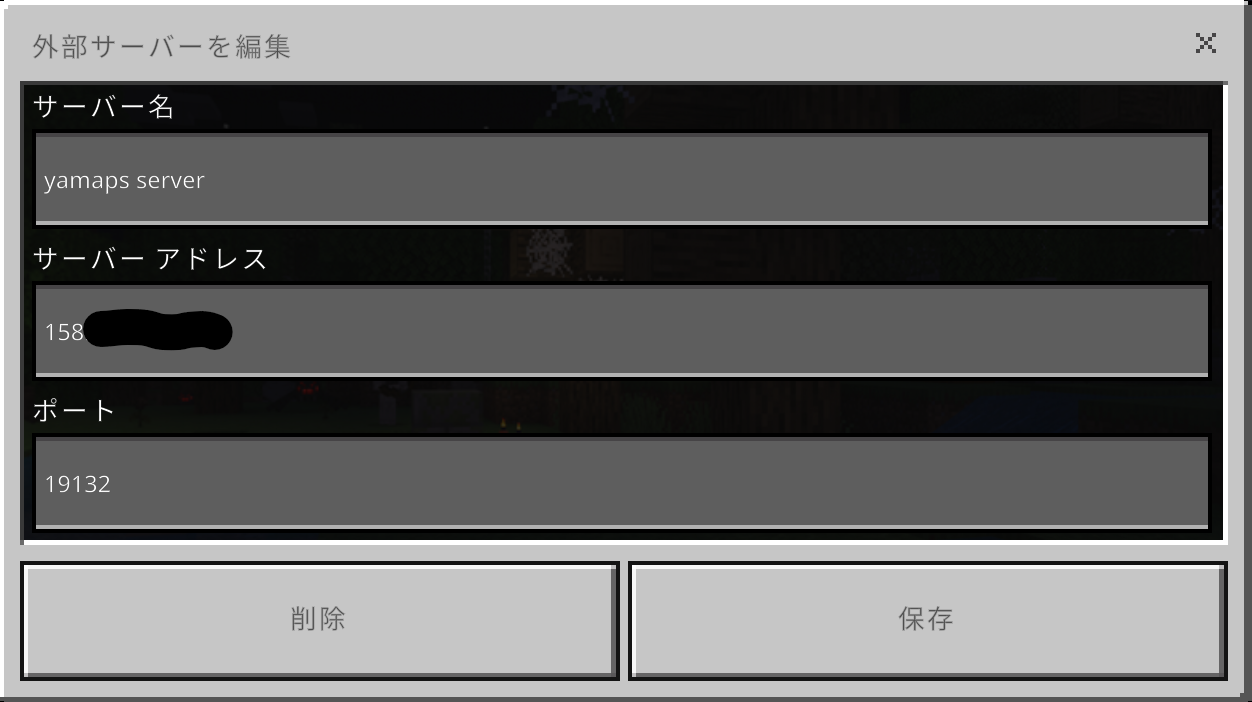 外部サーバーを編集
サーバー名
yamaps server
サーバー アドレス
158
ポート
19132
削除 保存